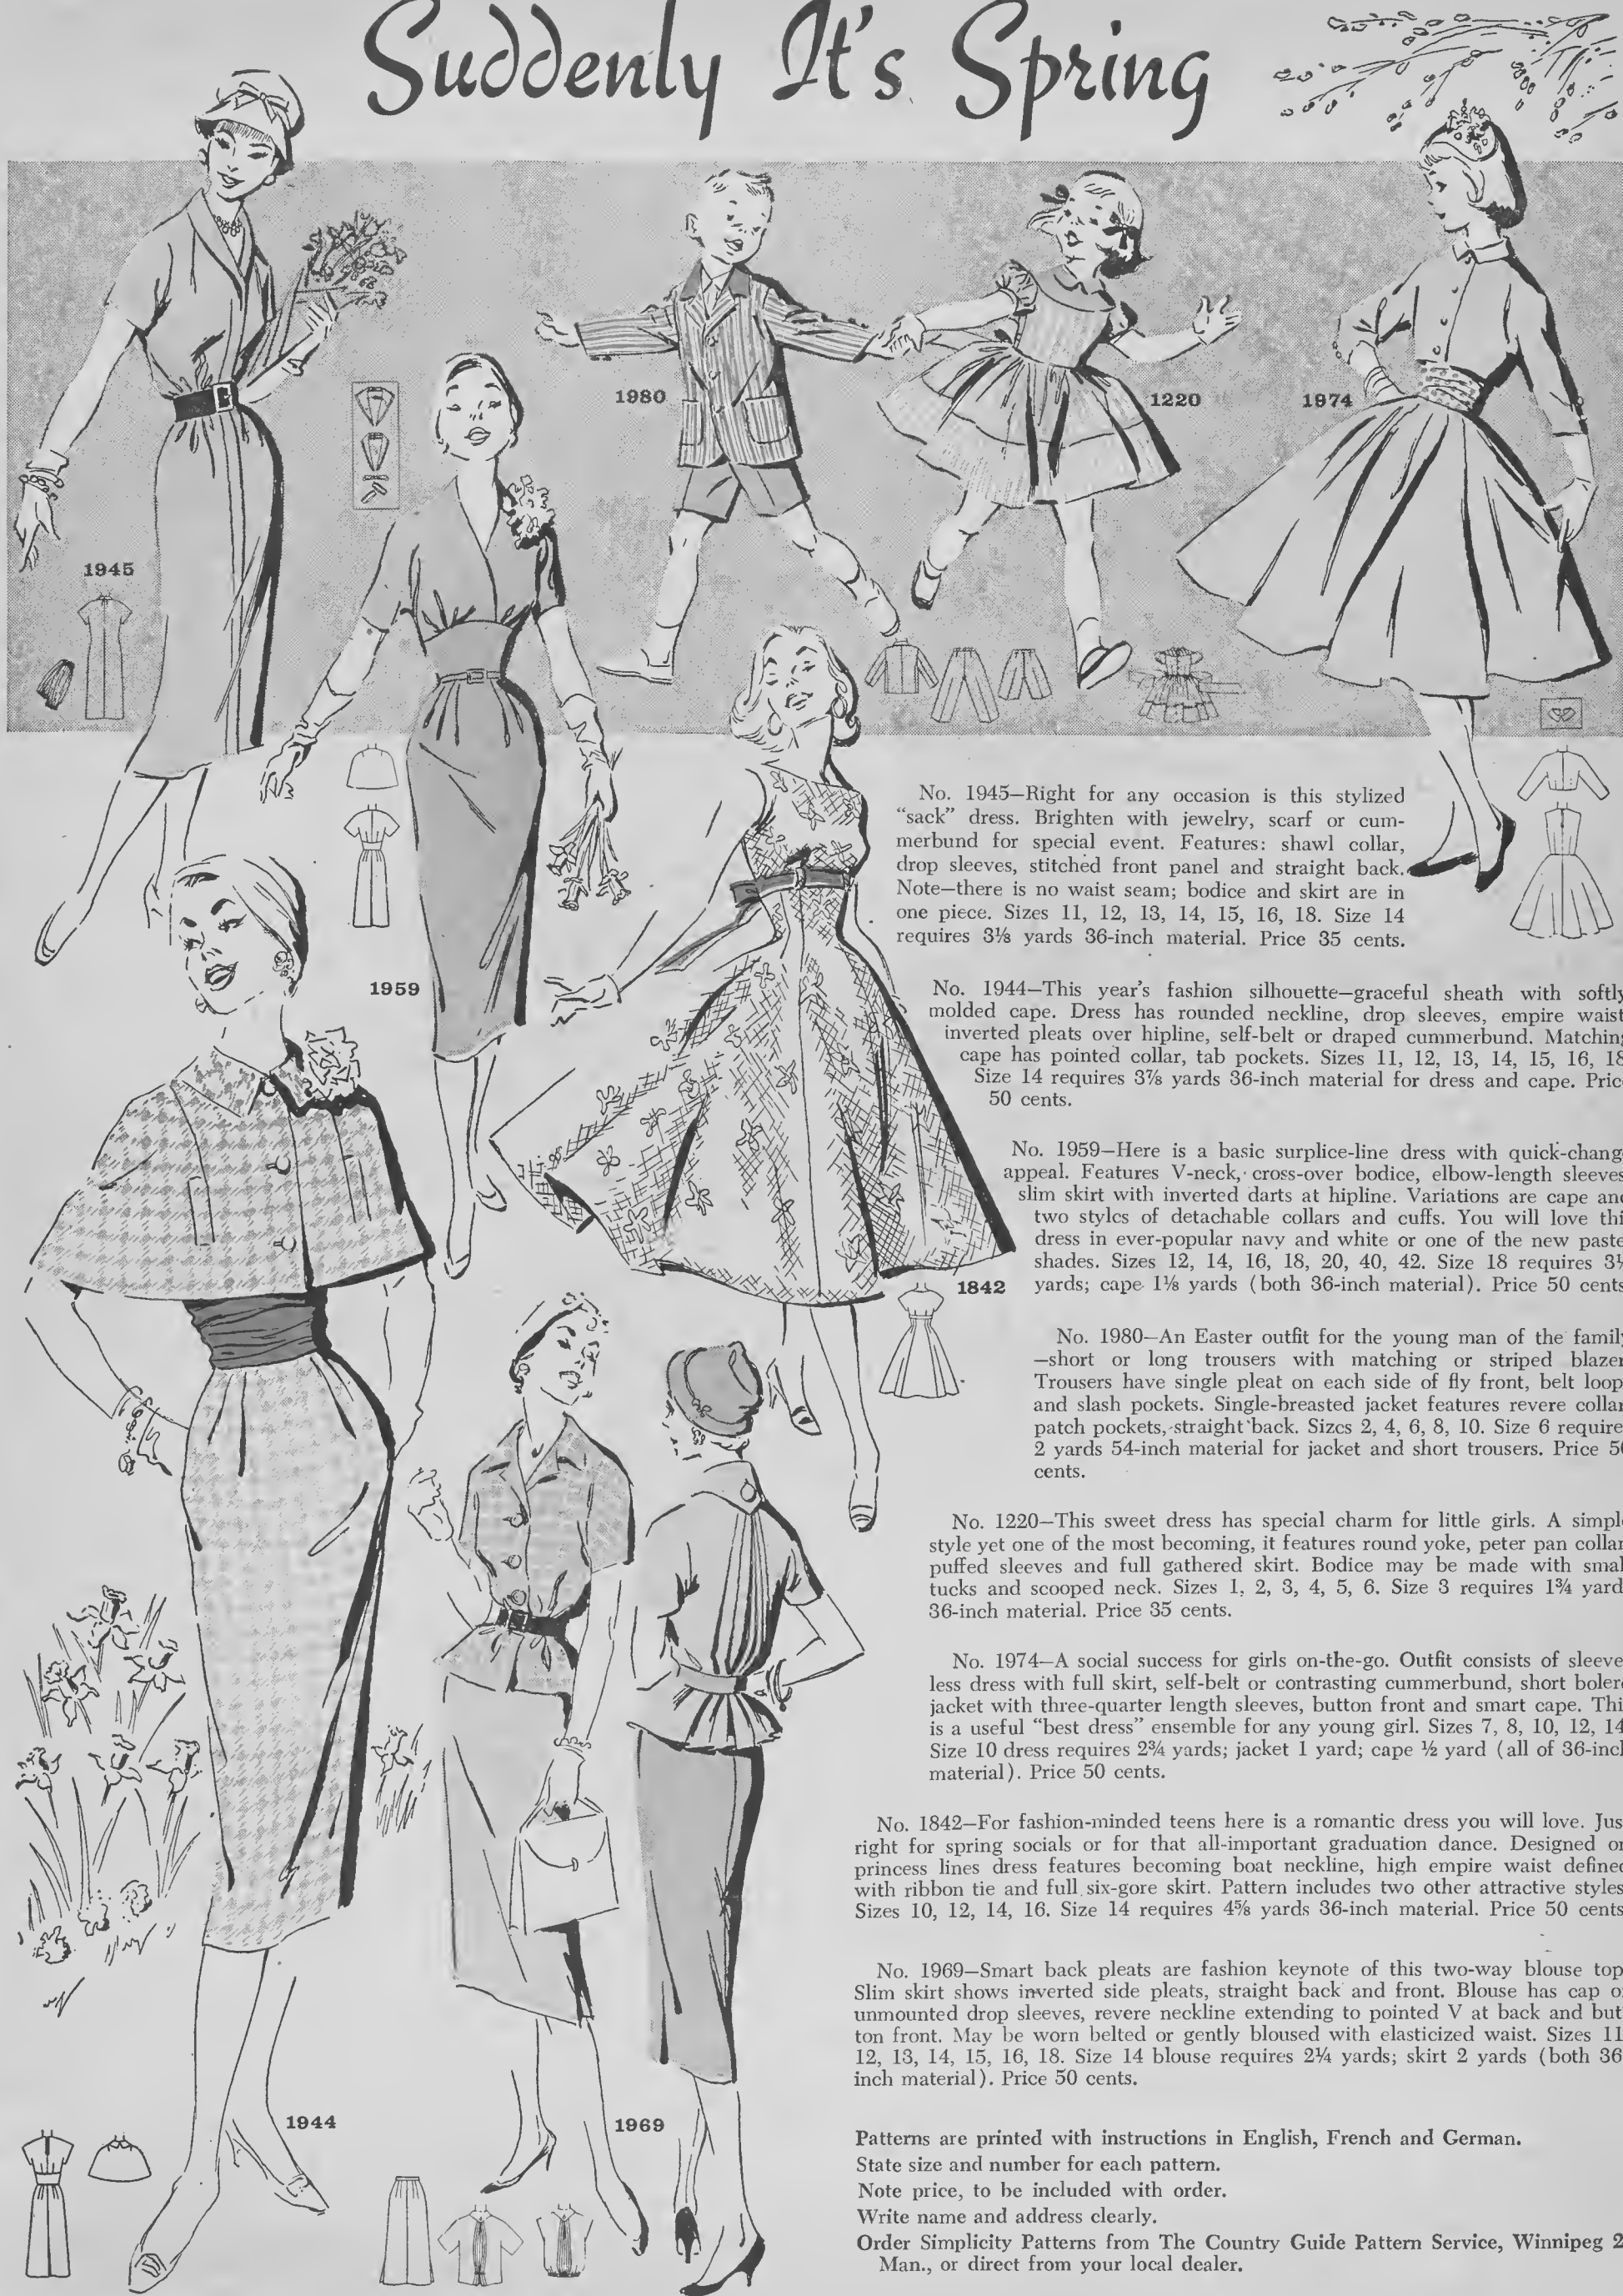 Suddenly It's Spring
1980
1220
1974
1945
1959
1842
1944
1969
No. 1945—Right for any occasion is this stylized
“sack” dress. Brighten with jewelry, scarf or cum-
merbund for special event. Features: shawl collar,
drop sleeves, stitched front panel and straight back.
Note—there is no waist seam; bodice and skirt are in
one piece. Sizes 11, 12, 13, 14, 15, 16, 18. Size 14
requires 3⅛ yards 36-inch material. Price 35 cents.
No. 1944—This year's fashion silhouette—graceful sheath with softly
molded cape. Dress has rounded neckline, drop sleeves, empire waist
inverted pleats over hipline, self-belt or draped cummerbund. Matching
cape has pointed collar, tab pockets. Sizes 11, 12, 13, 14, 15, 16, 18
Size 14 requires 3⅞ yards 36-inch material for dress and cape. Pric
50 cents.
No. 1959—Here is a basic surplice-line dress with quick-chang
appeal. Features V-neck, cross-over bodice, elbow-length sleeves
slim skirt with inverted darts at hipline. Variations are cape and
two styles of detachable collars and cuffs. You will love thi
dress in ever-popular navy and white or one of the new paste
shades. Sizes 12, 14, 16, 18, 20, 40, 42. Size 18 requires
yards; cape 1⅛ yards (both 36-inch material). Price 50 cents
No. 1980—An Easter outfit for the young man of the family
—short or long trousers with matching or striped blazer
Trousers have single pleat on each side of fly front, belt loop
and slash pockets. Single-breasted jacket features revere collar
patch pockets, straight back. Sizes 2, 4, 6, 8, 10. Size 6 require
2 yards 54-inch material for jacket and short trousers. Price 50
cents.
No. 1220—This sweet dress has special charm for little girls. A simpl
style yet one of the most becoming, it features round yoke, peter pan collar
puffed sleeves and full gathered skirt. Bodice may be made with smal
tucks and scooped neck. Sizes 1, 2, 3, 4, 5, 6. Size 3 requires 1¾ yard
36-inch material. Price 35 cents.
No. 1974—A social success for girls on-the-go. Outfit consists of sleeve
less dress with full skirt, self-belt or contrasting cummerbund, short boler
jacket with three-quarter length sleeves, button front and smart cape. Thi
is a useful “best dress” ensemble for any young girl. Sizes 7, 8, 10, 12, 14
Size 10 dress requires 2¾ yards; jacket 1 yard; cape ½ yard (all of 36-incl
material). Price 50 cents.
No. 1842—For fashion-minded teens here is a romantic dress you will love. Jus
right for spring socials or for that all-important graduation dance. Designed on
princess lines dress features becoming boat neckline, high empire waist defined
with ribbon tie and full six-gore skirt. Pattern includes two other attractive styles
Sizes 10, 12, 14, 16. Size 14 requires 4⅝ yards 36-inch material. Price 50 cents
No. 1969—Smart back pleats are fashion keynote of this two-way blouse top
Slim skirt shows inverted side pleats, straight back and front. Blouse has cap o
unmounted drop sleeves, revere neckline extending to pointed V at back and but
ton front. May be worn belted or gently bloused with elasticized waist. Sizes 11
12, 13, 14, 15, 16, 18. Size 14 blouse requires 2¼ yards; skirt 2 yards (both 36
inch material). Price 50 cents.
Patterns are printed with instructions in English, French and German.
State size and number for each pattern.
Note price, to be included with order.
Write name and address clearly.
Order Simplicity Patterns from The Country Guide Pattern Service, Winnipeg 2
Man., or direct from your local dealer.